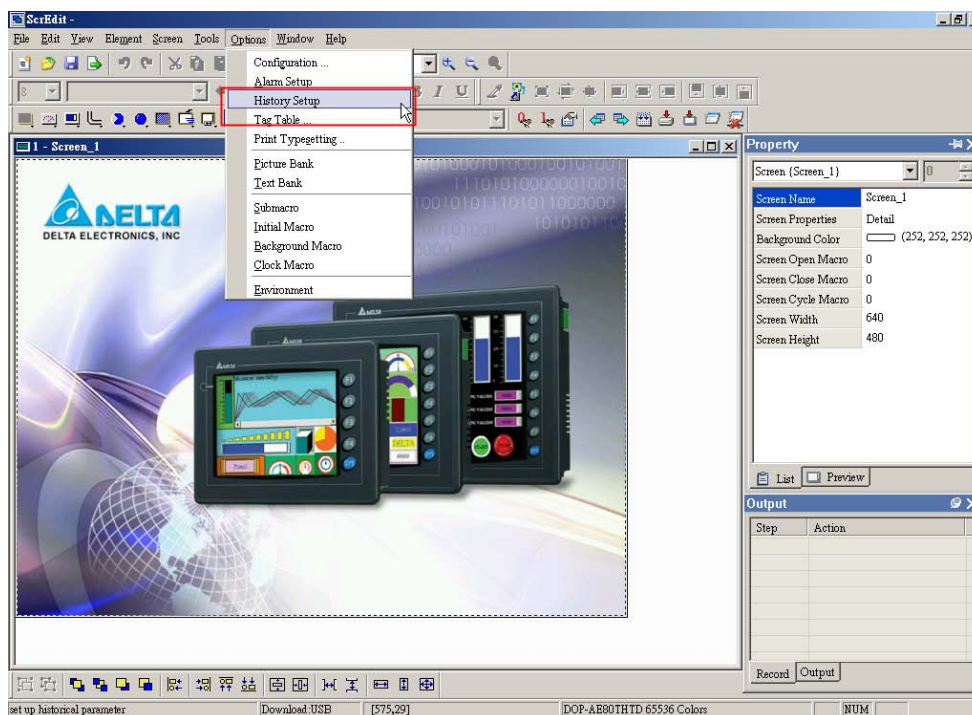 ScrEdit -
File Edit View Element Screen Tools Options Window Help
Configuration ...
Alarm Setup
History Setup
Tag Table ...
Print Typesetting ..
Picture Bank
Text Bank
Submacro
Initial Macro
Background Macro
Clock Macro
Environment
8
B I U
1 - Screen_1
DELTA
DELTA ELECTRONICS, INC
Property
Screen {Screen_1}
0
Screen Name Screen_1
Screen Properties Detail
Background Color (252, 252, 252)
Screen Open Macro 0
Screen Close Macro 0
Screen Cycle Macro 0
Screen Width 640
Screen Height 480
List Preview
Output
Step Action
Record Output
set up historical parameter Download:USB [575,29] DOP-AE80THTD 65536 Colors NUM